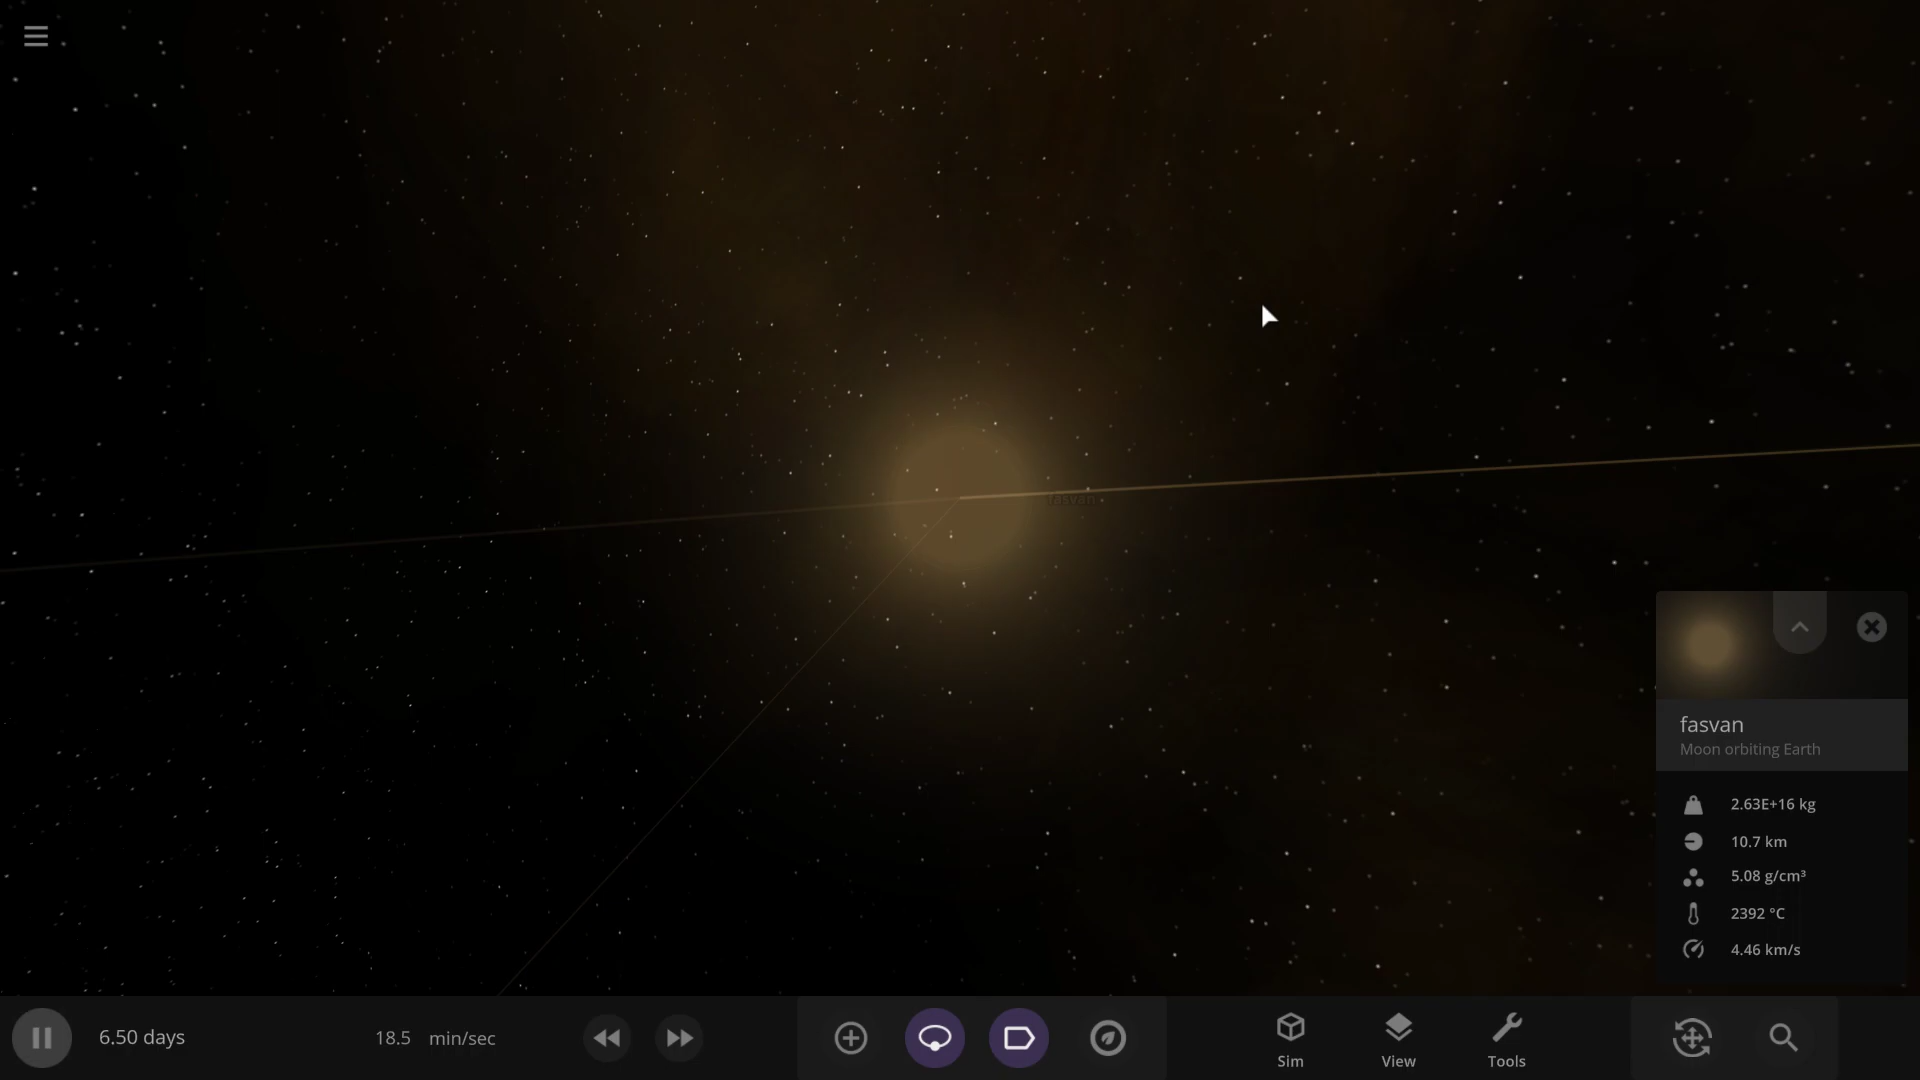 fasvan
fasvan
Moon orbiting Earth
2.63E+16 kg
10.7 km
5.08 g/cm³
2392 °C
4.46 km/s
6.50 days
18.5 min/sec
Sim
View
Tools